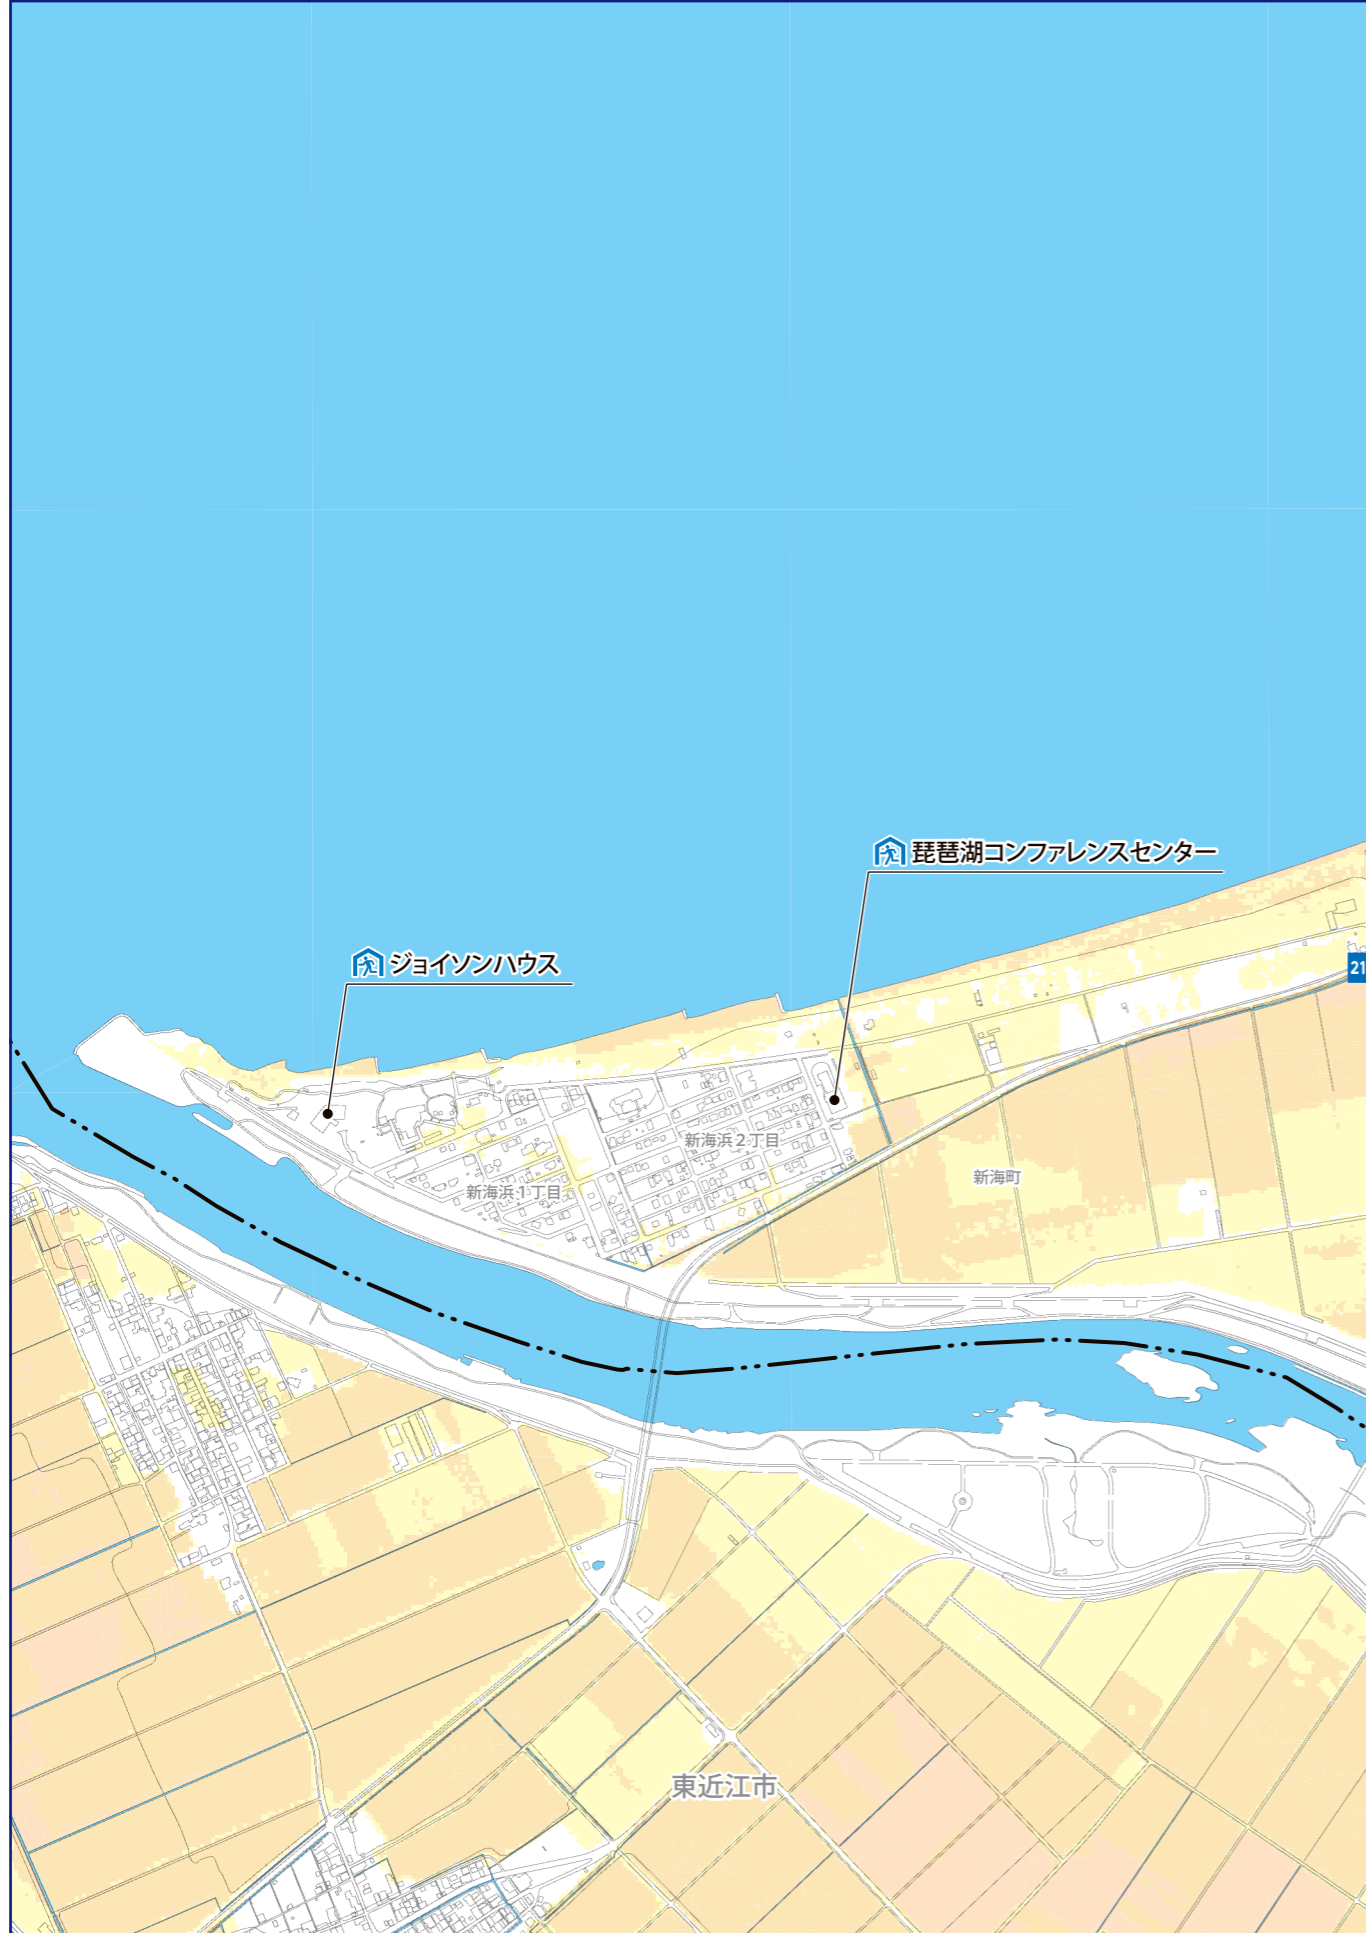 琵琶湖コンファレンスセンター
ジョイソンハウス
21
新海浜2丁目
新海町
新海浜1丁目
東近江市